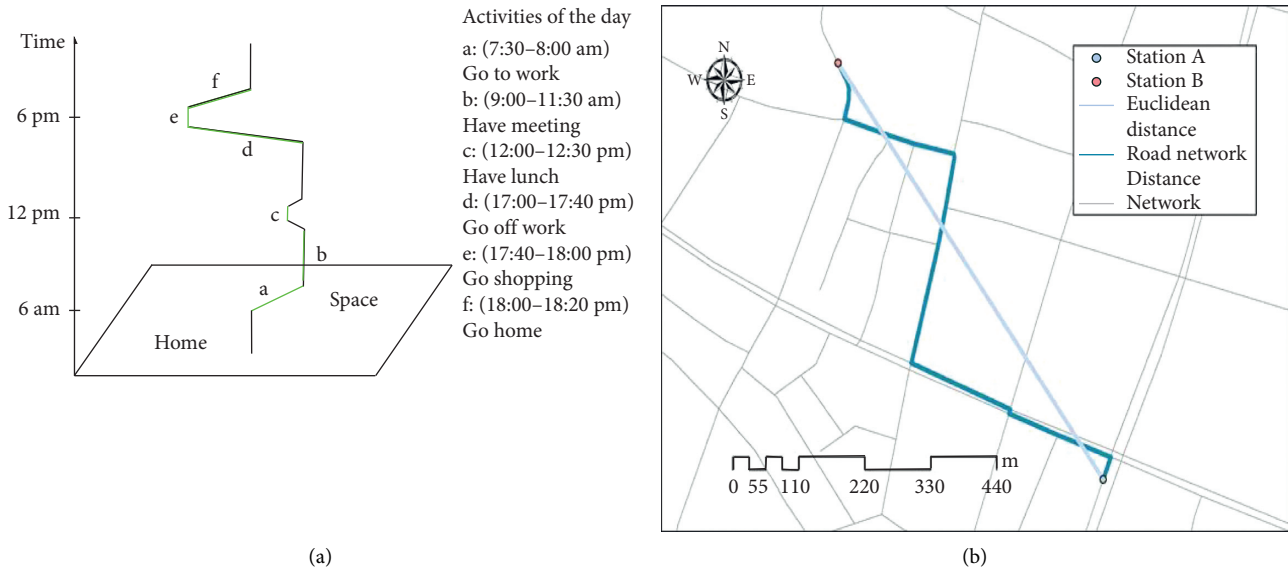 Time
6 pm
12 pm
6 am
f
e
d
c
b
a
Home
Space
Activities of the day
a: (7:30–8:00 am)
Go to work
b: (9:00–11:30 am)
Have meeting
c: (12:00–12:30 pm)
Have lunch
d: (17:00–17:40 pm)
Go off work
e: (17:40–18:00 pm)
Go shopping
f: (18:00–18:20 pm)
Go home
(a)
N
W E
S
Station A
Station B
Euclidean
distance
Road network
Distance
Network
m
0 55 110 220 330 440
(b)